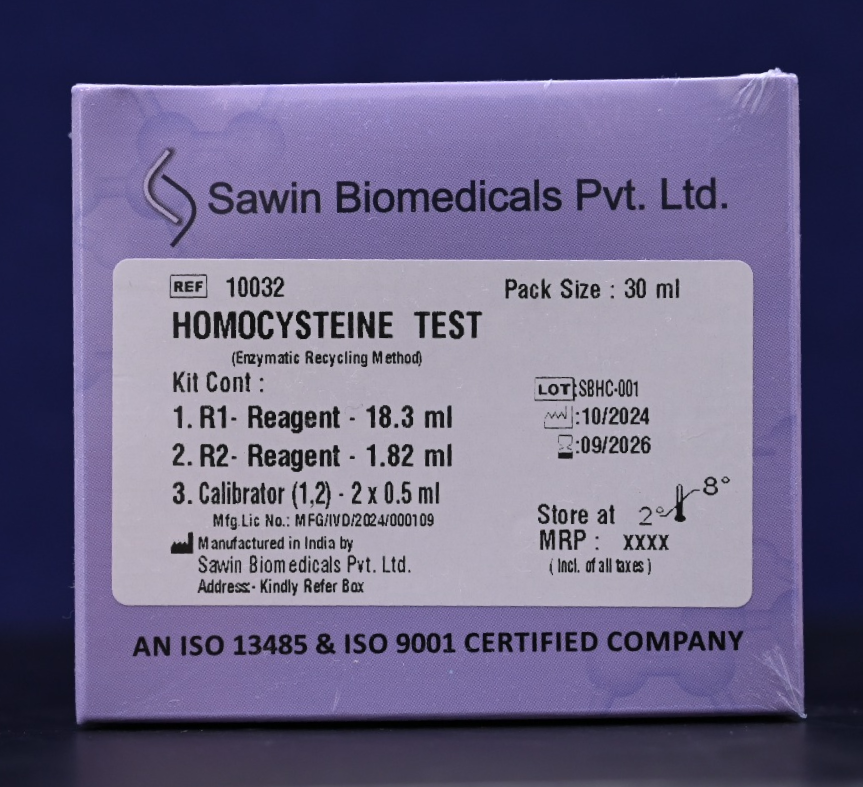 Sawin Biomedicals Pvt. Ltd.
REF 10032
Pack Size : 30 ml
HOMOCYSTEINE TEST
(Enzymatic Recycling Method)
Kit Cont :
1. R1- Reagent - 18.3 ml
2. R2- Reagent - 1.82 ml
3. Calibrator (1,2) - 2 x 0.5 ml
Mfg.Lic No.: MFG/IVD/2024/000109
Manufactured in India by
Sawin Biomedicals Pvt. Ltd.
Address:- Kindly Refer Box
LOT :SBHC-001
:10/2024
:09/2026
Store at 2° 8°
MRP : xxxx
( Incl. of all taxes )
AN ISO 13485 & ISO 9001 CERTIFIED COMPANY